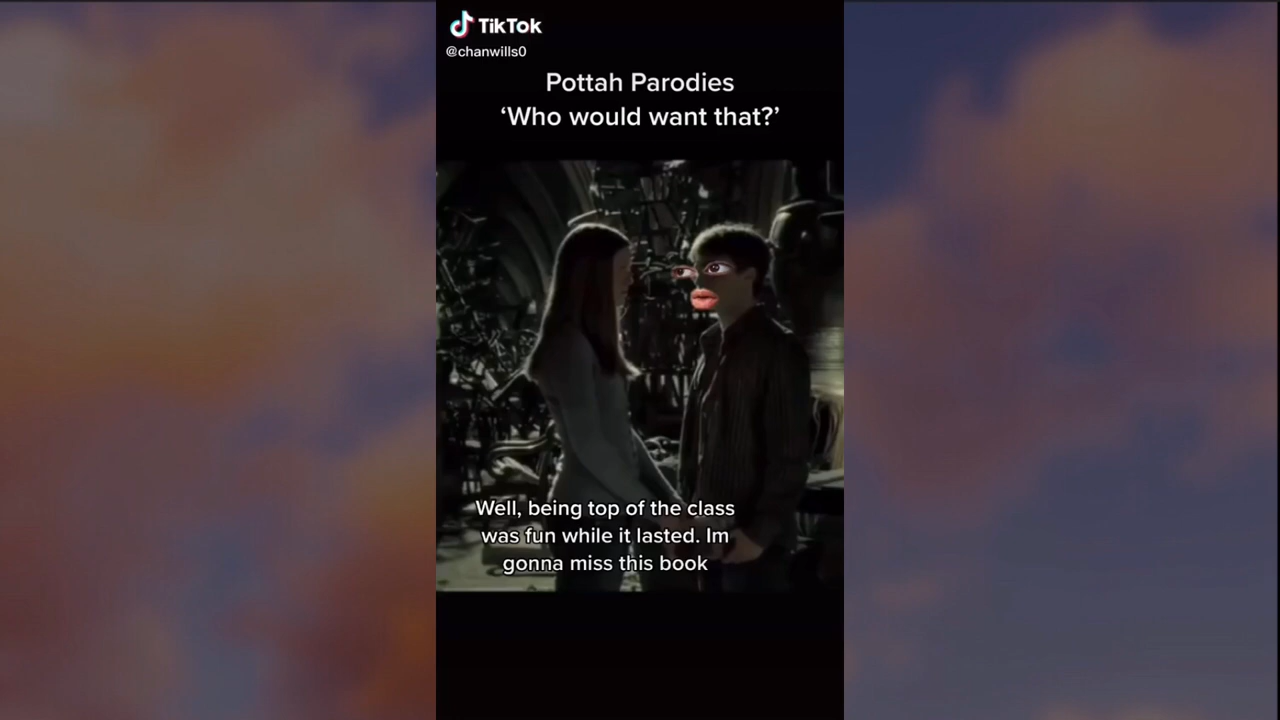 TikTok
@chanwills0
Pottah Parodies
‘Who would want that?’
Well, being top of the class
was fun while it lasted. Im
gonna miss this book